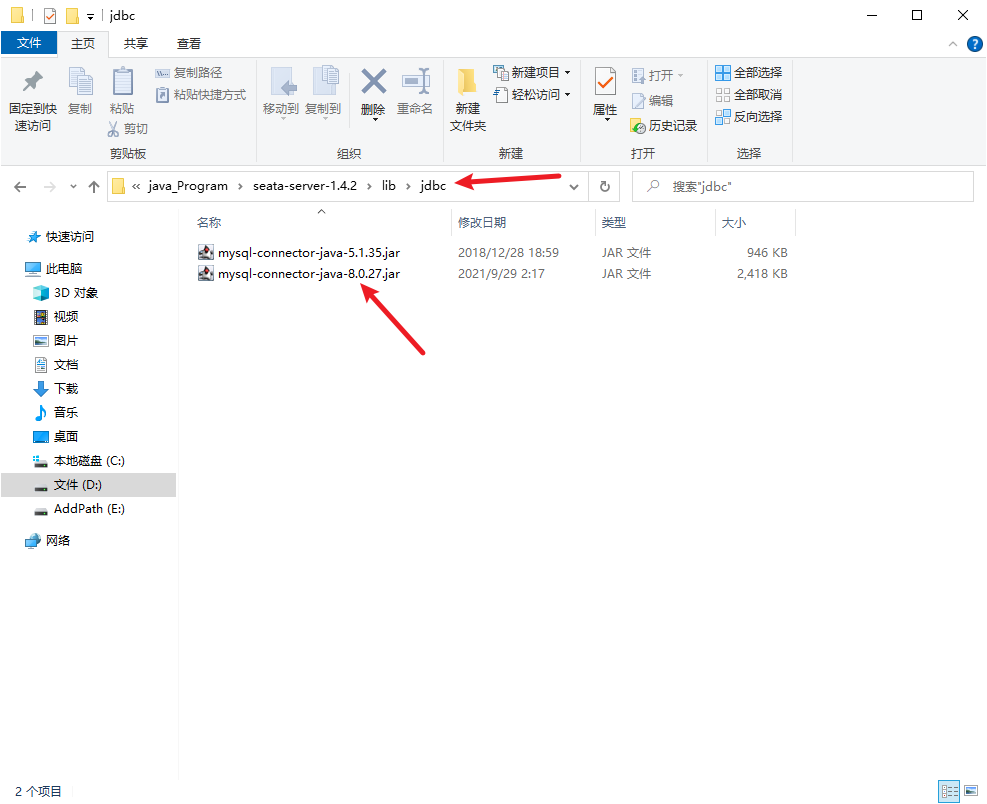 jdbc
文件 主页 共享 查看
固定到快速访问
复制
粘贴
复制路径
粘贴快捷方式
剪切
剪贴板
移动到
复制到
删除
重命名
组织
新建文件夹
新建项目
轻松访问
新建
属性
打开
编辑
历史记录
打开
全部选择
全部取消
反向选择
选择
« java_Program › seata-server-1.4.2 › lib › jdbc
搜索"jdbc"
名称 修改日期 类型 大小
mysql-connector-java-5.1.35.jar 2018/12/28 18:59 JAR 文件 946 KB
mysql-connector-java-8.0.27.jar 2021/9/29 2:17 JAR 文件 2,418 KB
快速访问
此电脑
3D 对象
视频
图片
文档
下载
音乐
桌面
本地磁盘 (C:)
文件 (D:)
AddPath (E:)
网络
2 个项目